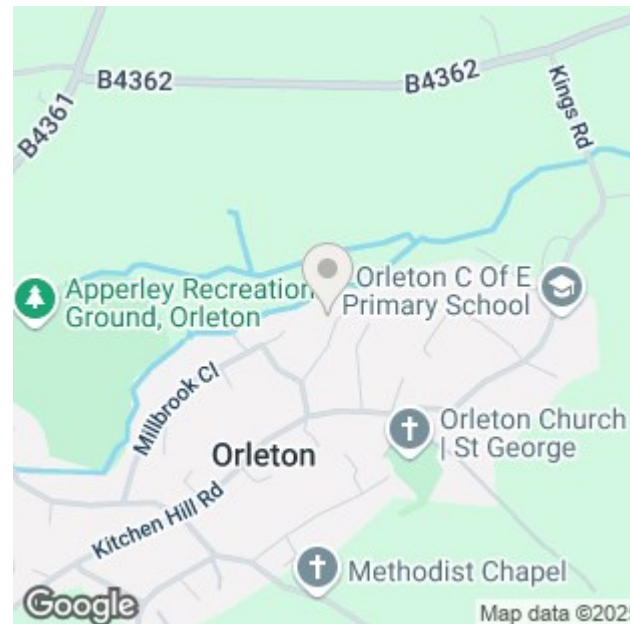 B4362
B4362
B4361
Kings Rd
Orleton C Of E
Primary School
Apperley Recreation
Ground, Orleton
Millbrook Cl
Orleton Church
| St George
Orleton
Kitchen Hill Rd
Methodist Chapel
Google
Map data ©2025